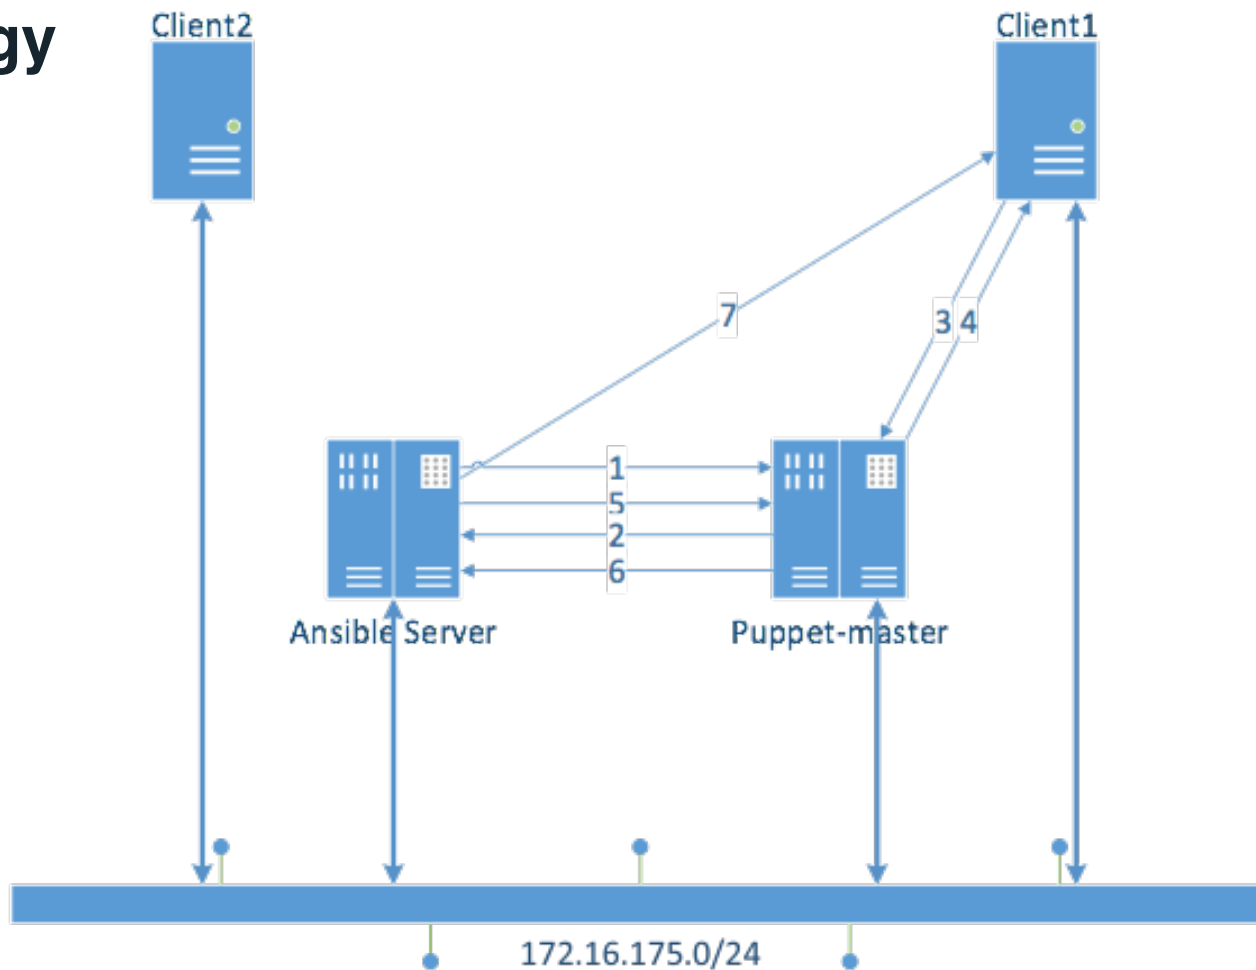 gy
Client2
Client1
7
3
4
1
5
2
6
Ansible Server
Puppet-master
172.16.175.0/24